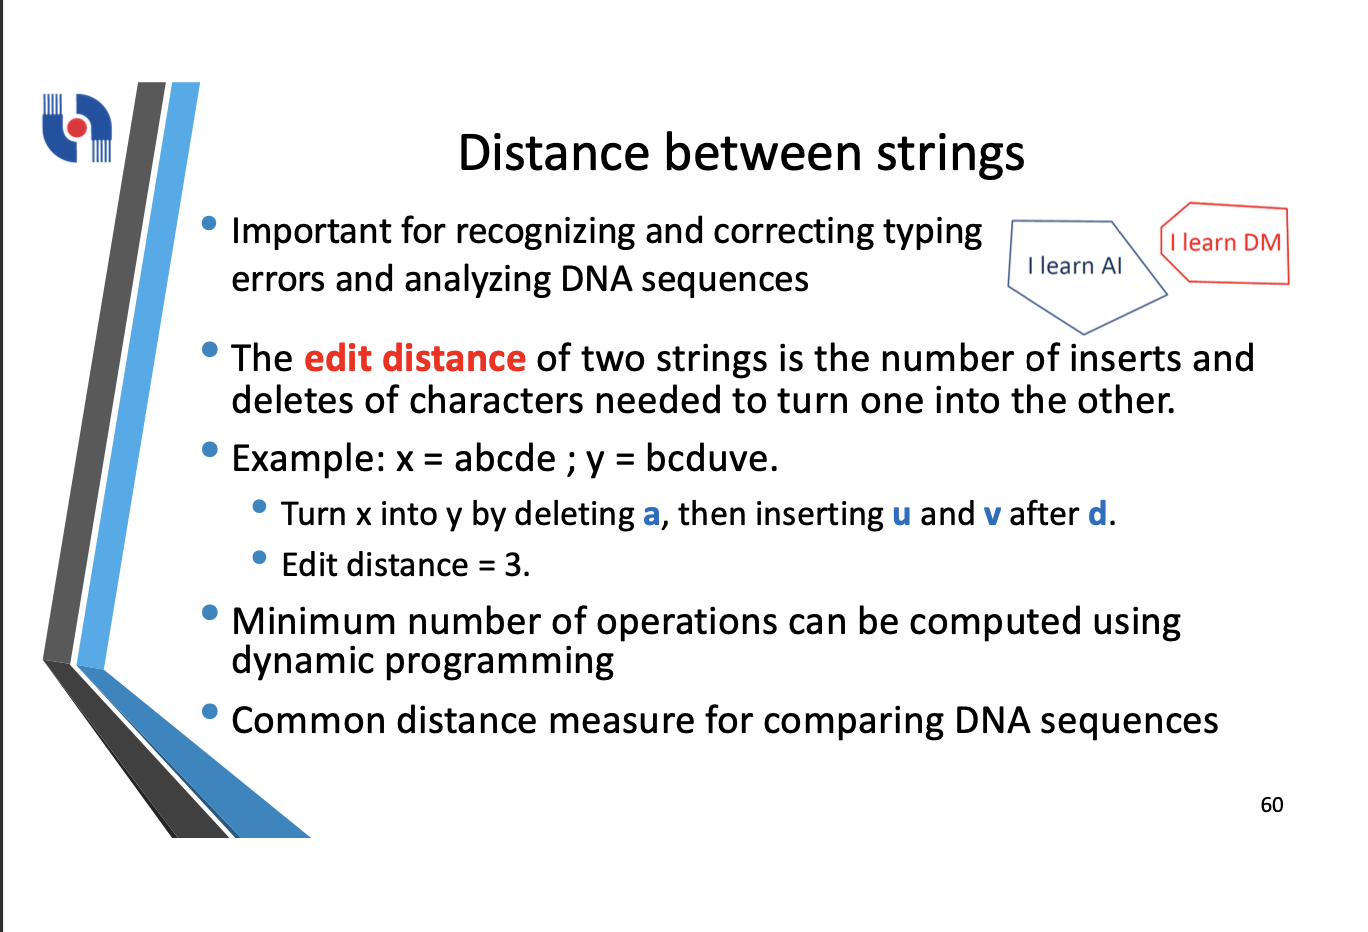 Distance between strings
Important for recognizing and correcting typing
errors and analyzing DNA sequences
I learn AI
I learn DM
The edit distance of two strings is the number of inserts and
deletes of characters needed to turn one into the other.
Example: x = abcde ; y = bcduve.
Turn x into y by deleting a, then inserting u and v after d.
Edit distance = 3.
Minimum number of operations can be computed using
dynamic programming
Common distance measure for comparing DNA sequences
60